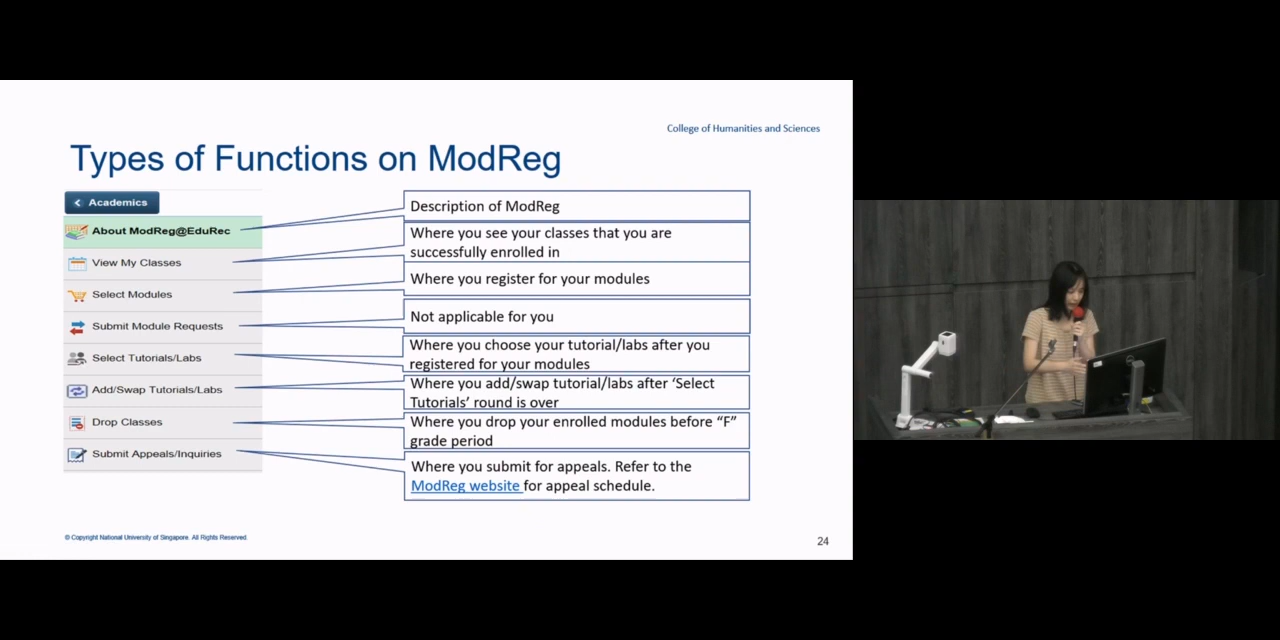 College of Humanities and Sciences
Types of Functions on ModReg
Academics
About ModReg@EduRec
View My Classes
Select Modules
Submit Module Requests
Select Tutorials/Labs
Add/Swap Tutorials/Labs
Drop Classes
Submit Appeals/Inquiries
Description of ModReg
Where you see your classes that you are
successfully enrolled in
Where you register for your modules
Not applicable for you
Where you choose your tutorial/labs after you
registered for your modules
Where you add/swap tutorial/labs after ‘Select
Tutorials’ round is over
Where you drop your enrolled modules before “F”
grade period
Where you submit for appeals. Refer to the
ModReg website for appeal schedule.
© Copyright National University of Singapore. All Rights Reserved.
24